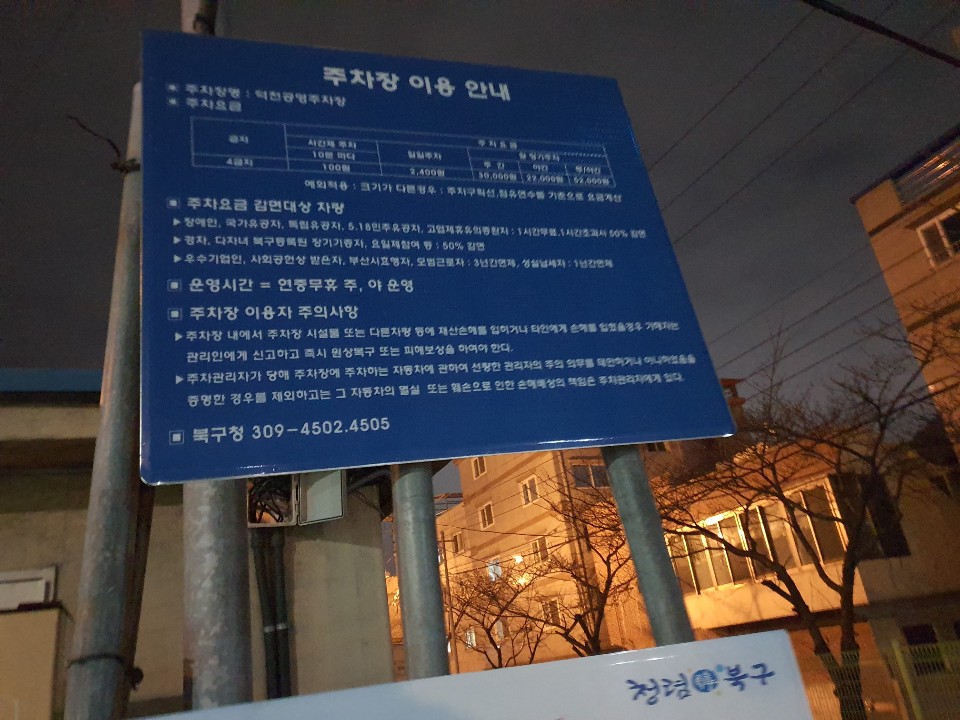 주차장 이용 안내
▣ 주차장명 : 덕천공영주차장
▣ 주차요금
급지 주 차 요 금
시간제 주차 일일주차 월 정기주차
10분 마다 주 간 야간 주/야간
4급지 100원 2,400원 30,000원 22,000원 52,000원
예외적용 : 크기가 다른경우 : 주차구획선,점유면수를 기준으로 요금계산
▣ 주차요금 감면대상 차량
▶장애인, 국가유공자, 독립유공자, 5.18민주유공자, 고엽제휴유의증환자 : 1시간무료,1시간초과시 50% 감면
▶경차, 다자녀 북구등록된 장기기증자, 요일제참여 등 : 50% 감면
▶우수기업인, 사회공헌상 받은자, 부산시효행자, 모범근로자 : 3년간면제, 성실납세자 : 1년간면제
▣ 운영시간 = 연중무휴 주, 야 운영
▣ 주차장 이용자 주의사항
▶주차장 내에서 주차장 시설물 또는 다른차량 등에 재산손해를 입히거나 타인에게 손해를 입혔을경우 가해자는
관리인에게 신고하고 즉시 원상복구 또는 피해보상을 하여야 한다.
▶주차관리자가 당해 주차장에 주차하는 자동차에 관하여 선량한 관리자의 주의 의무를 태만하거나 아니하였음을
증명한 경우를 제외하고는 그 자동차의 멸실 또는 훼손으로 인한 손해배상의 책임은 주차관리자에게 있다.
▣ 북구청 309-4502.4505
청렴 북구